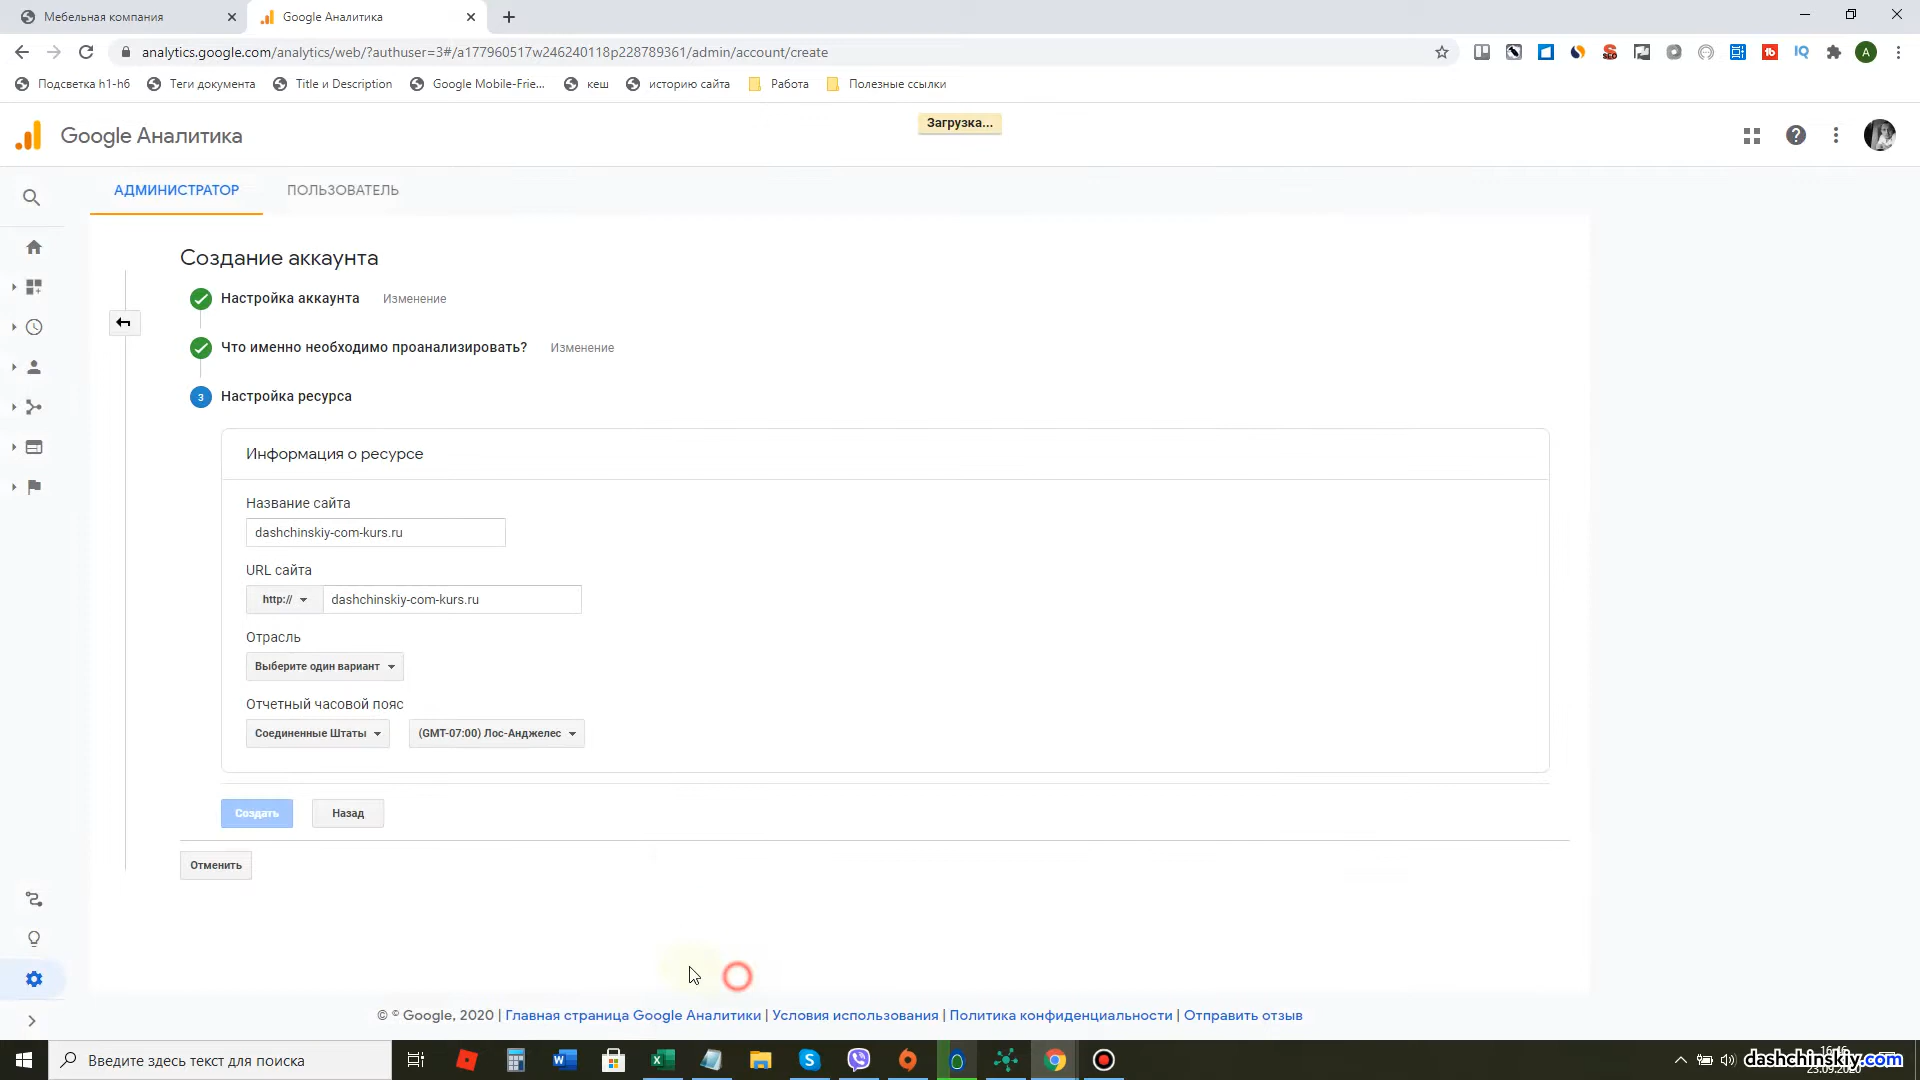 Мебельная компания
Google Аналитика
analytics.google.com/analytics/web/?authuser=3#/a177960517w246240118p228789361/admin/account/create
Подсветка h1-h6
Теги документа
Title и Description
Google Mobile-Frie...
кеш
историю сайта
Работа
Полезные ссылки
Google Аналитика
Загрузка...
АДМИНИСТРАТОР
ПОЛЬЗОВАТЕЛЬ
Создание аккаунта
Настройка аккаунта
Изменение
Что именно необходимо проанализировать?
Изменение
3
Настройка ресурса
Информация о ресурсе
Название сайта
dashchinskiy-com-kurs.ru
URL сайта
http://
dashchinskiy-com-kurs.ru
Отрасль
Выберите один вариант
Отчетный часовой пояс
Соединенные Штаты
(GMT-07:00) Лос-Анджелес
Создать
Назад
Отменить
© Google, 2020 | Главная страница Google Аналитики | Условия использования | Политика конфиденциальности | Отправить отзыв
Введите здесь текст для поиска
16:16
dashchinskiy.com
23.09.2020